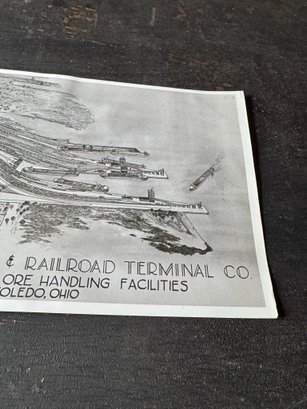 & RAILROAD TERMINAL CO.
ORE HANDLING FACILITIES
TOLEDO, OHIO